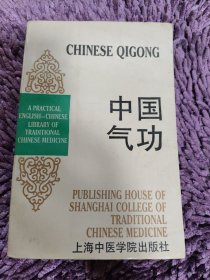 CHINESE QIGONG
A PRACTICAL
ENGLISH—CHINESE
LIBRARY OF
TRADITIONAL
CHINESE MEDICINE
中国
气功
PUBLISHING HOUSE OF
SHANGHAI COLLEGE OF
TRADITIONAL
CHINESE MEDICINE
上海中医学院出版社